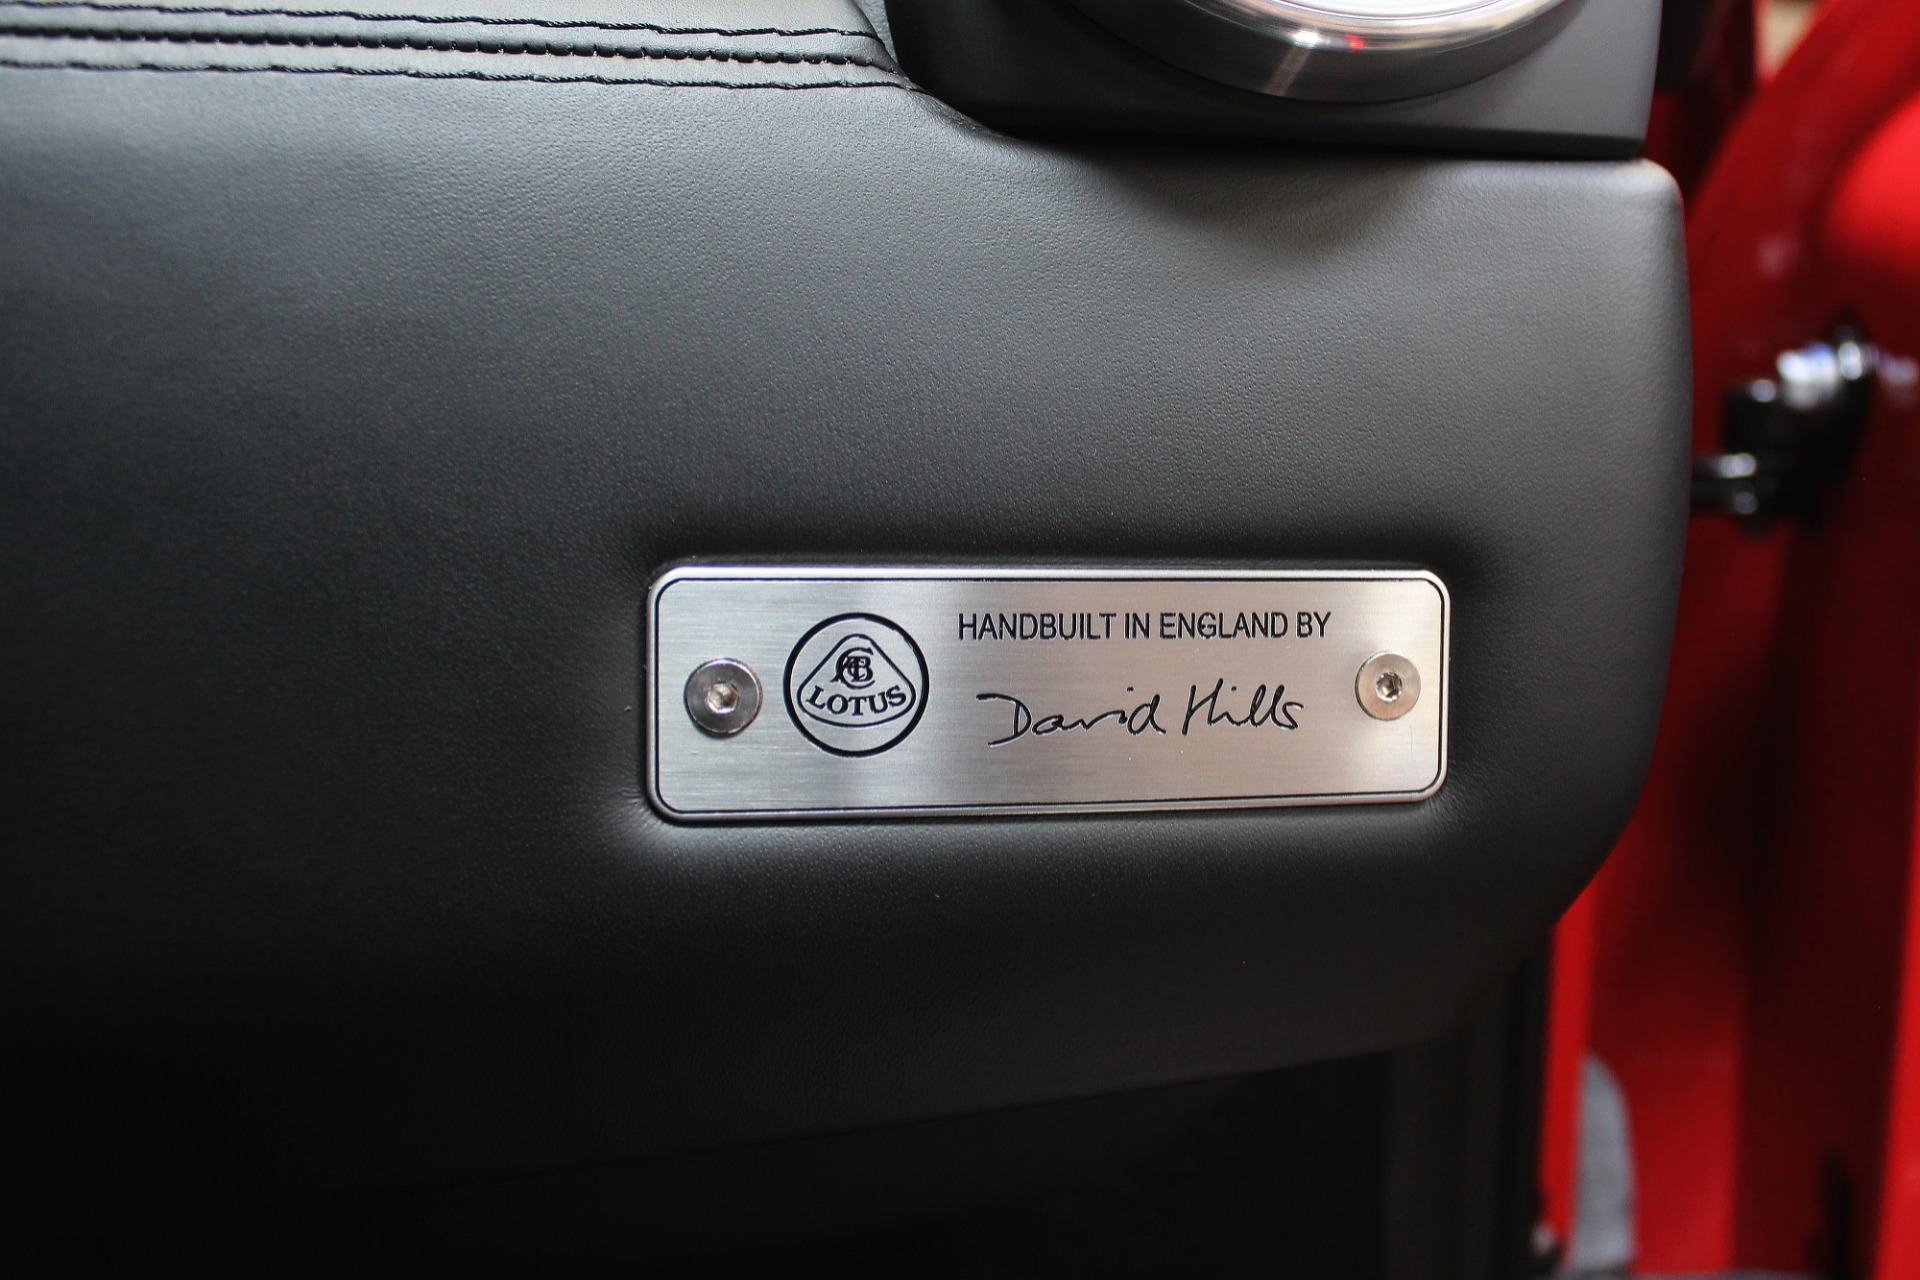 HANDBUILT IN ENGLAND BY
ACBC
LOTUS
David Hills